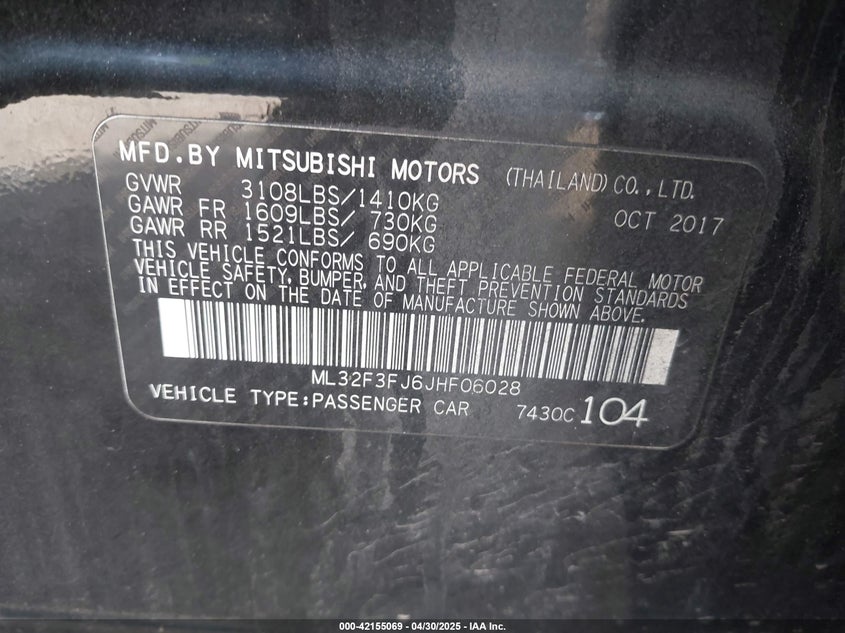 MFD.BY MITSUBISHI MOTORS (THAILAND) CO.,LTD.
GVWR 3108LBS/1410KG OCT 2017
GAWR FR 1609LBS/ 730KG
GAWR RR 1521LBS/ 690KG
THIS VEHICLE CONFORMS TO ALL APPLICABLE FEDERAL MOTOR
VEHICLE SAFETY, BUMPER, AND THEFT PREVENTION STANDARDS
IN EFFECT ON THE DATE OF MANUFACTURE SHOWN ABOVE.
ML32F3FJ6JHF06028
VEHICLE TYPE:PASSENGER CAR 7430C 104
000-42155069 - 04/30/2025 - IAA Inc.